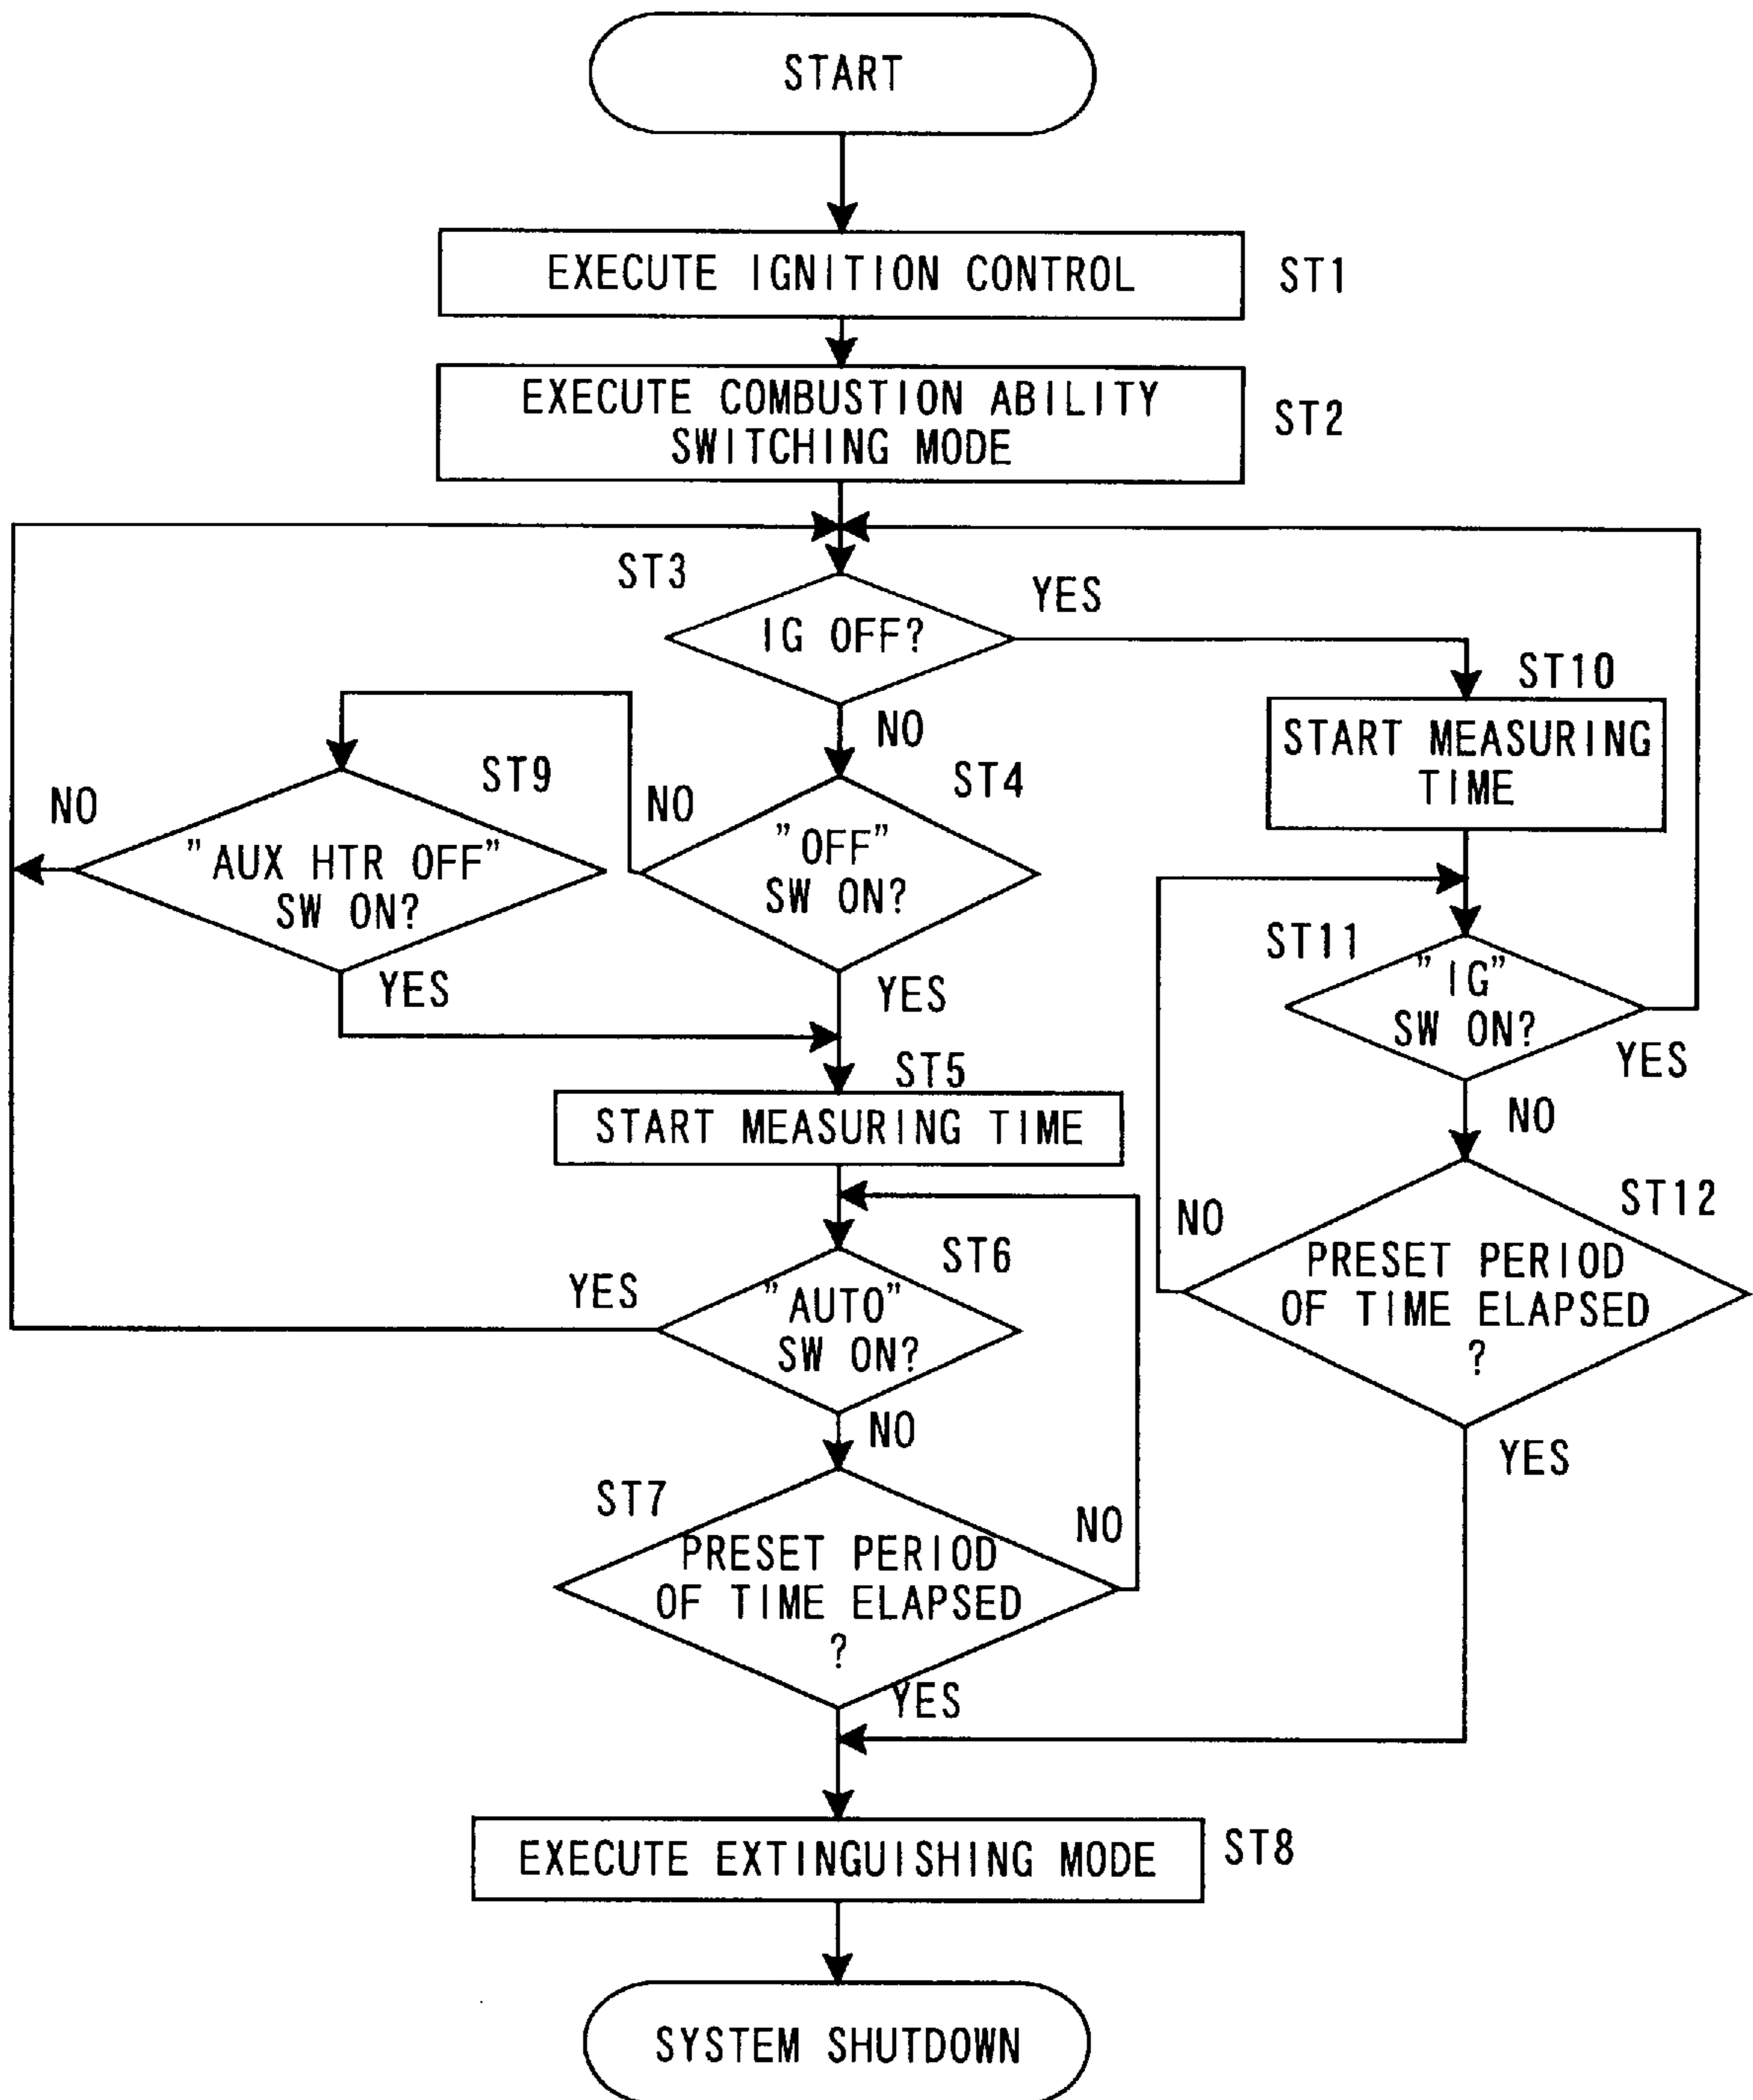 START
EXECUTE IGNITION CONTROL
ST1
EXECUTE COMBUSTION ABILITY
SWITCHING MODE
ST2
ST3
IG OFF?
YES
NO
ST10
START MEASURING
TIME
ST9
NO
"AUX HTR OFF"
SW ON?
YES
ST4
NO
"OFF"
SW ON?
YES
ST11
"IG"
SW ON?
YES
NO
ST5
START MEASURING TIME
ST12
NO
PRESET PERIOD
OF TIME ELAPSED
?
YES
ST6
YES
"AUTO"
SW ON?
NO
ST7
NO
PRESET PERIOD
OF TIME ELAPSED
?
YES
EXECUTE EXTINGUISHING MODE
ST8
SYSTEM SHUTDOWN